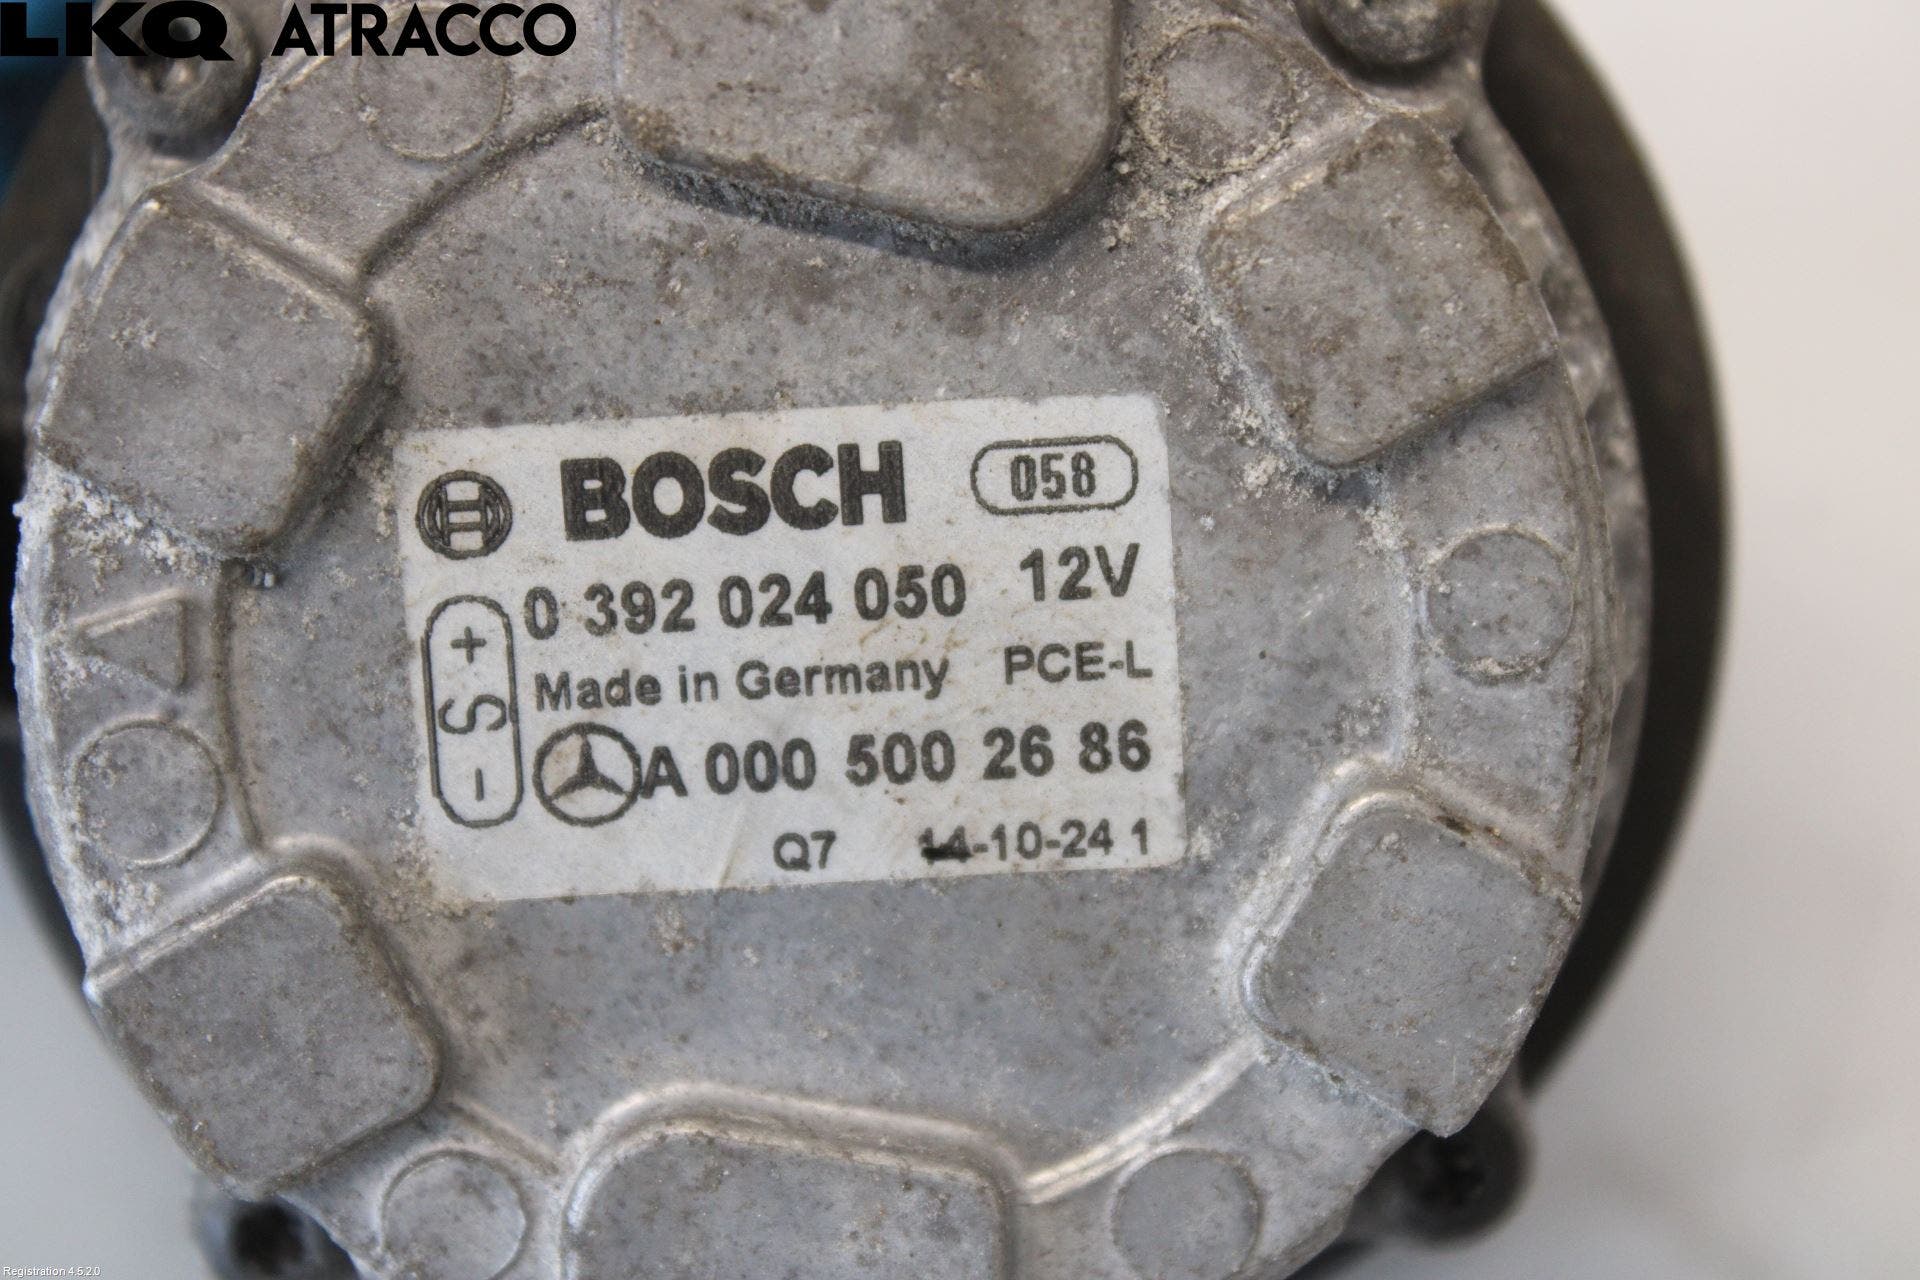 LKQ ATRACCO
BOSCH 058
0 392 024 050 12V
+ S - Made in Germany PCE-L
A 000 500 26 86
Q7 14-10-24 1
Registration 4.5.2.0